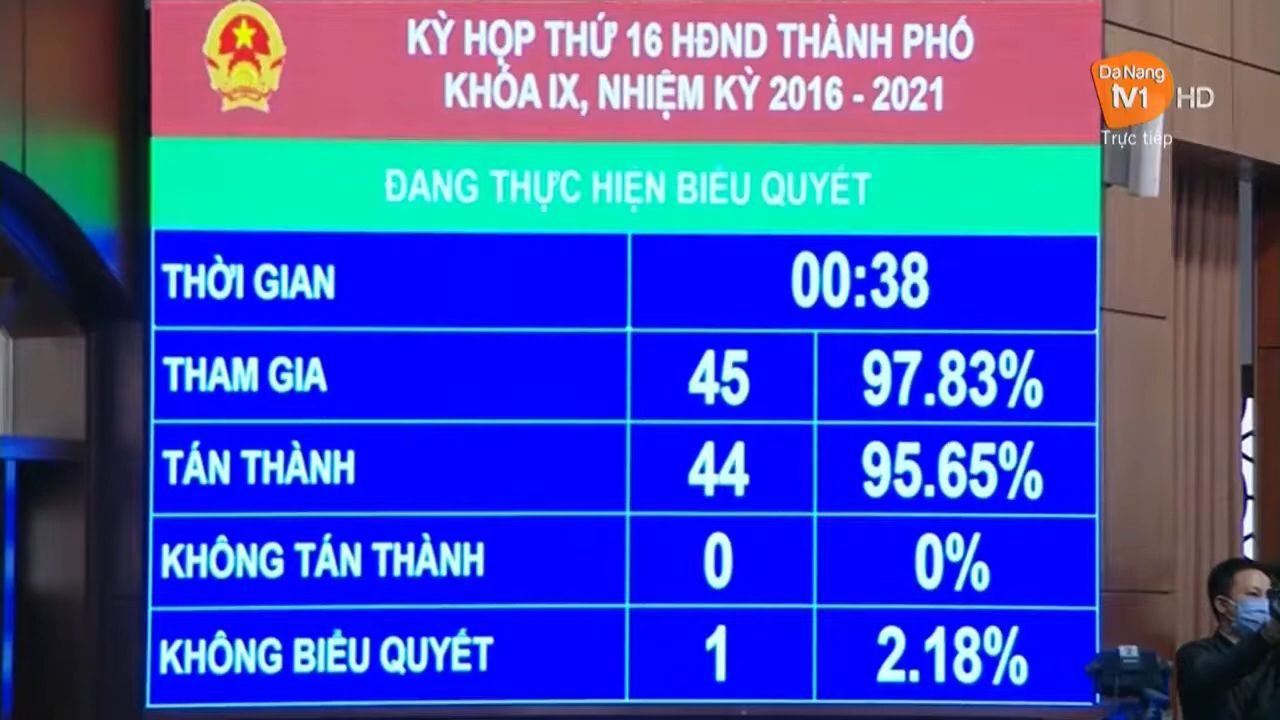 KỲ HỌP THỨ 16 HĐND THÀNH PHỐ
KHÓA IX, NHIỆM KỲ 2016 - 2021
Da Nang
tv1 HD
Trực tiếp
ĐANG THỰC HIỆN BIỂU QUYẾT
THỜI GIAN 00:38
THAM GIA 45 97.83%
TÁN THÀNH 44 95.65%
KHÔNG TÁN THÀNH 0 0%
KHÔNG BIỂU QUYẾT 1 2.18%